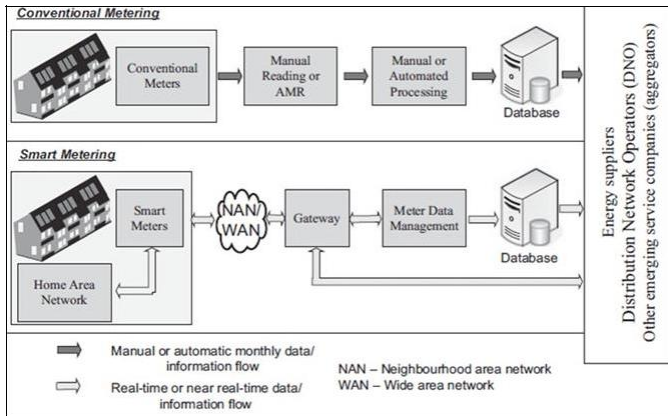 Conventional Metering
Conventional
Meters
Manual
Reading or
AMR
Manual or
Automated
Processing
Database
Smart Metering
Smart
Meters
Home Area
Network
NAN/
WAN
Gateway
Meter Data
Management
Database
Energy suppliers
Distribution Network Operators (DNO)
Other emerging service companies (aggregators)
Manual or automatic monthly data/
information flow
Real-time or near real-time data/
information flow
NAN – Neighbourhood area network
WAN – Wide area network